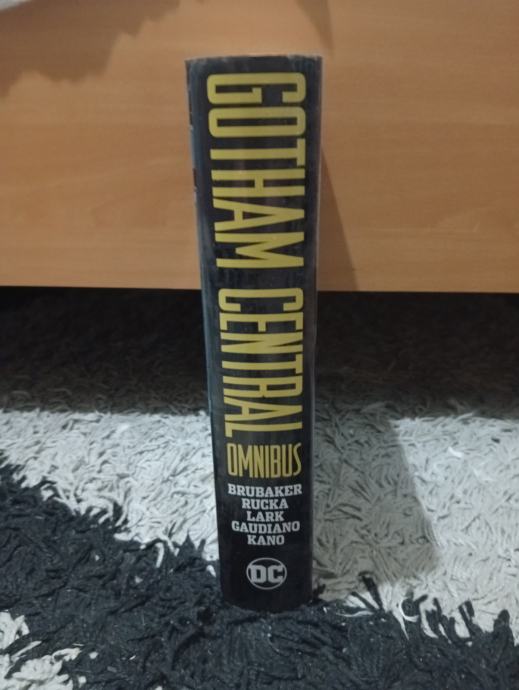 GOTHAM CENTRAL
OMNIBUS
BRUBAKER
RUCKA
LARK
GAUDIANO
KANO
DC